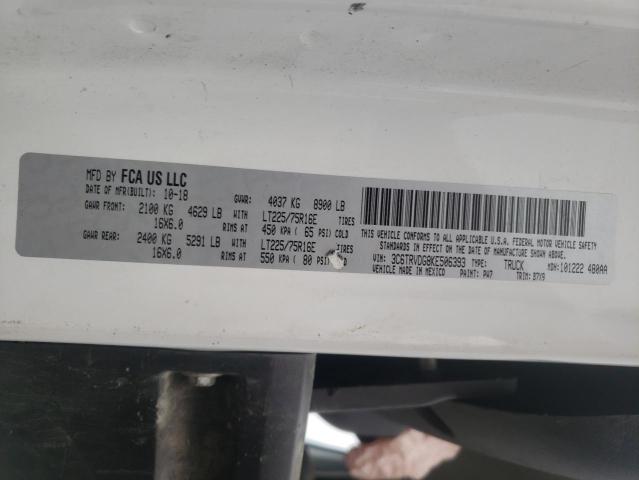 MFD BY FCA US LLC
DATE OF MFR(BUILT): 10-18 GVWR: 4037 KG 8900 LB
GAWR FRONT: 2100 KG 4629 LB WITH LT225/75R16E TIRES
16X6.0 RIMS AT 450 KPA ( 65 PSI) COLD
GAWR REAR: 2400 KG 5291 LB WITH LT225/75R16E TIRES
16X6.0 RIMS AT 550 KPA ( 80 PSI) COLD
THIS VEHICLE CONFORMS TO ALL APPLICABLE U.S.A. FEDERAL MOTOR VEHICLE SAFETY
STANDARDS IN EFFECT ON THE DATE OF MANUFACTURE SHOWN ABOVE.
VIN: 3C6TRVDG8KE506393 TYPE: TRUCK MDH:101222 480AA
VEHICLE MADE IN MEXICO PAINT: PW7 TRIM: B7X9